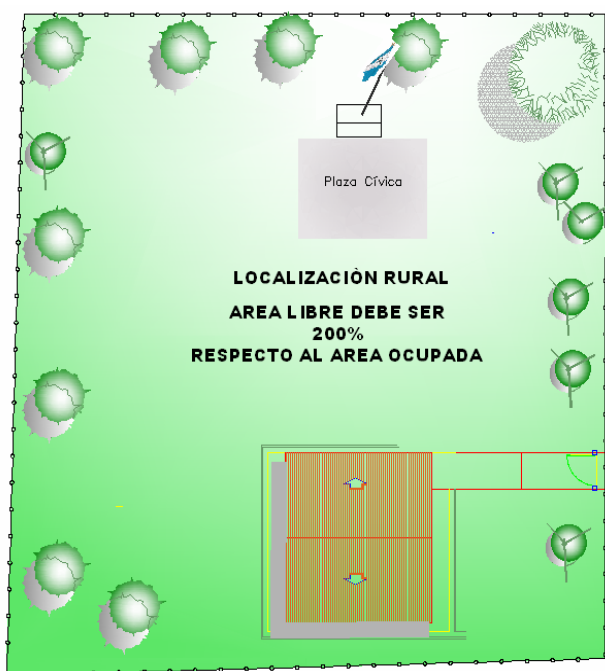 Plaza Cívica
LOCALIZACIÒN RURAL
AREA LIBRE DEBE SER
200%
RESPECTO AL AREA OCUPADA